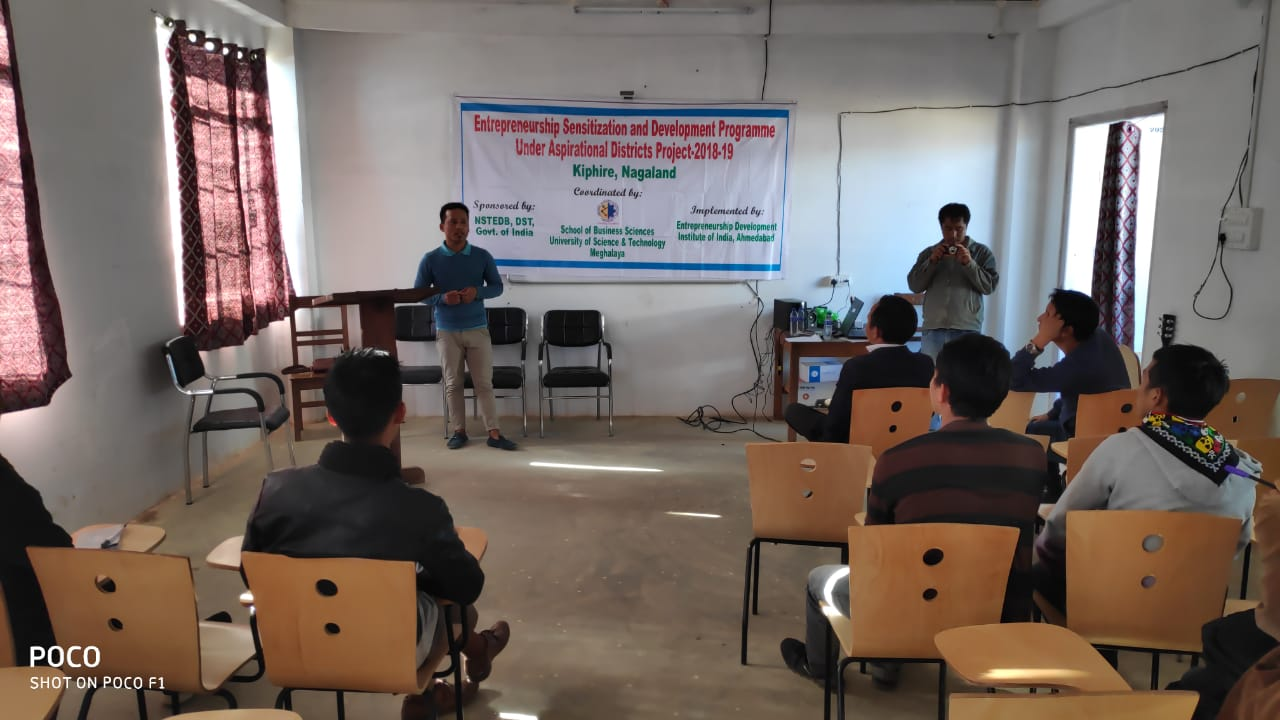 Entrepreneurship Sensitization and Development Programme
Under Aspirational Districts Project-2018-19
Kiphire, Nagaland
Coordinated by:
Sponsored by:
NSTEDB, DST,
Govt. of India
School of Business Sciences
University of Science & Technology
Meghalaya
Implemented by:
Entrepreneurship Development
Institute of India, Ahmedabad
POCO
SHOT ON POCO F1